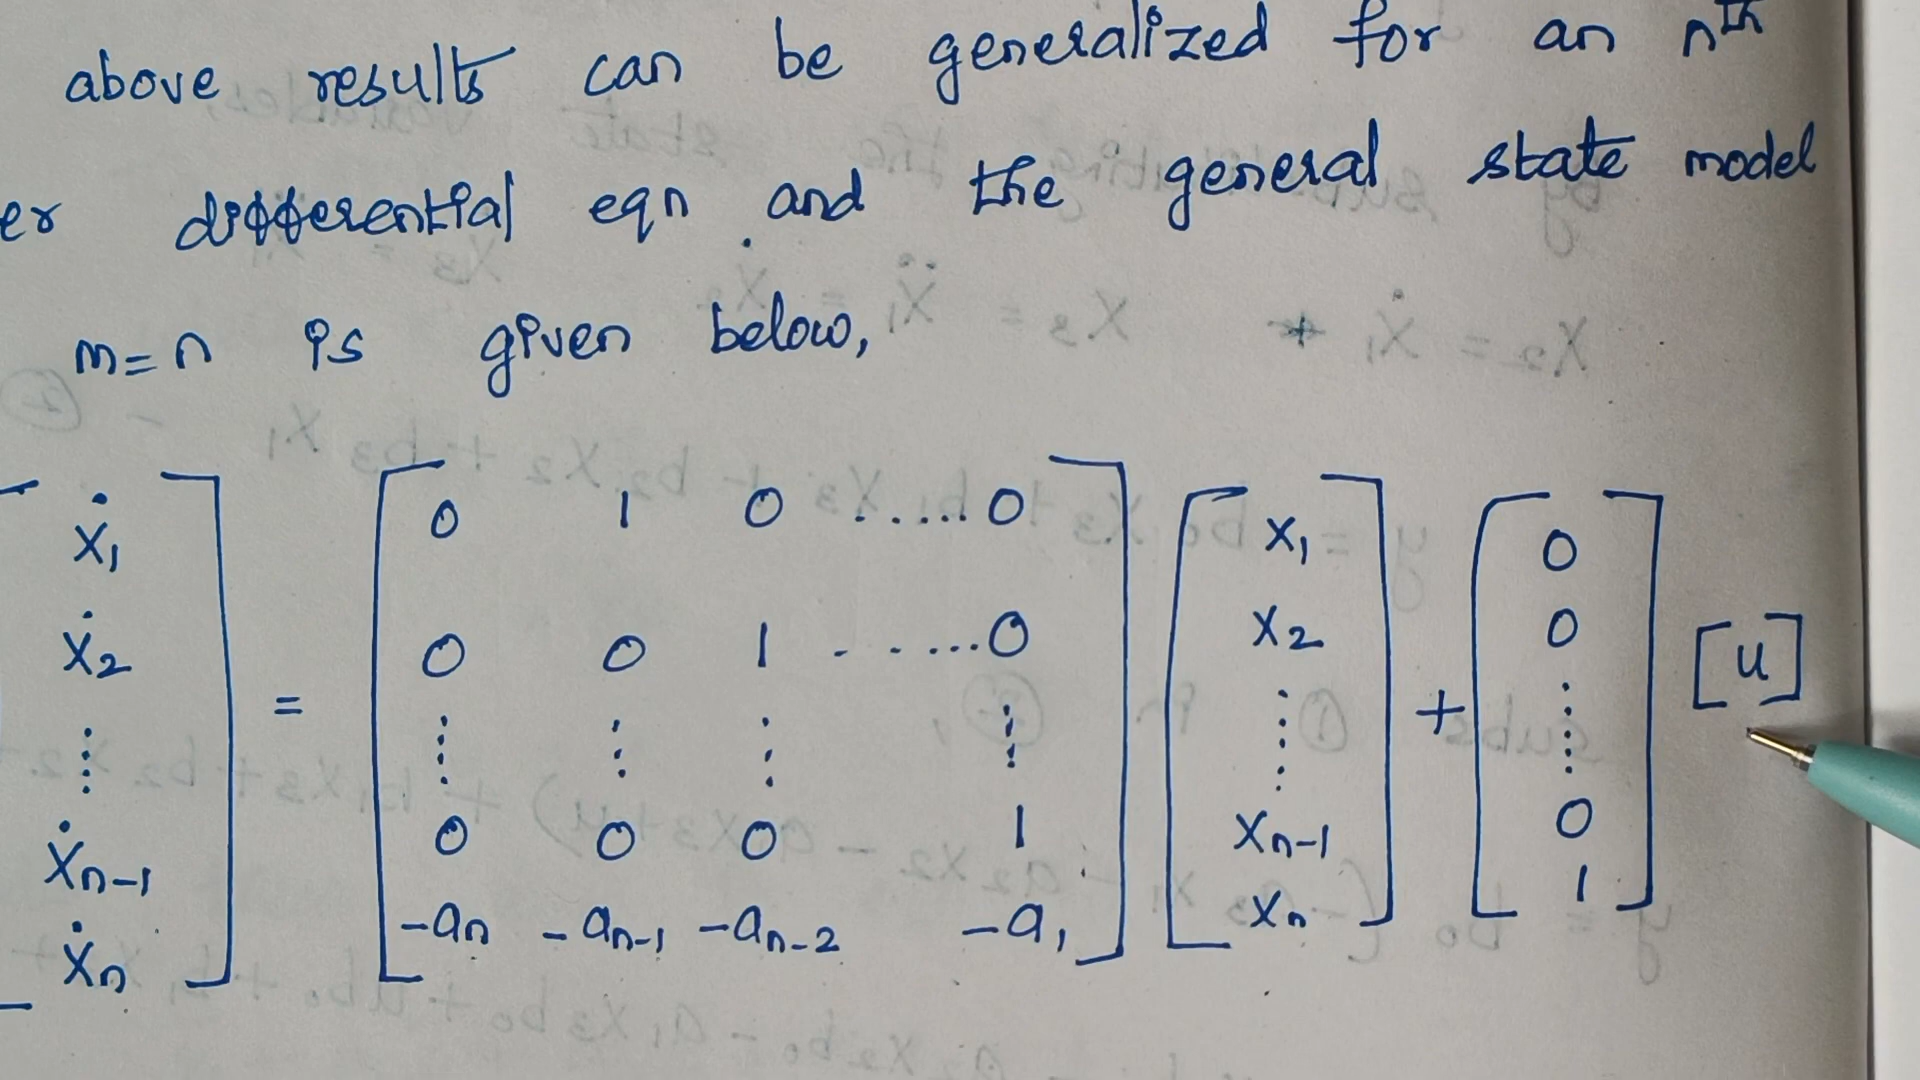 above results can be generalized for an nth
er differential eqn and the general state model
m=n is given below,
[ẋ1 ẋ2 ⋮ ẋn-1 ẋn] = [0 1 0 ..... 0
0 0 1 ...... 0
⋮ ⋮ ⋮ ⋮
0 0 0 1
-an -an-1 -an-2 -a1] [x1 x2 ⋮ xn-1 xn] + [0 0 ⋮ 0 1] [u]